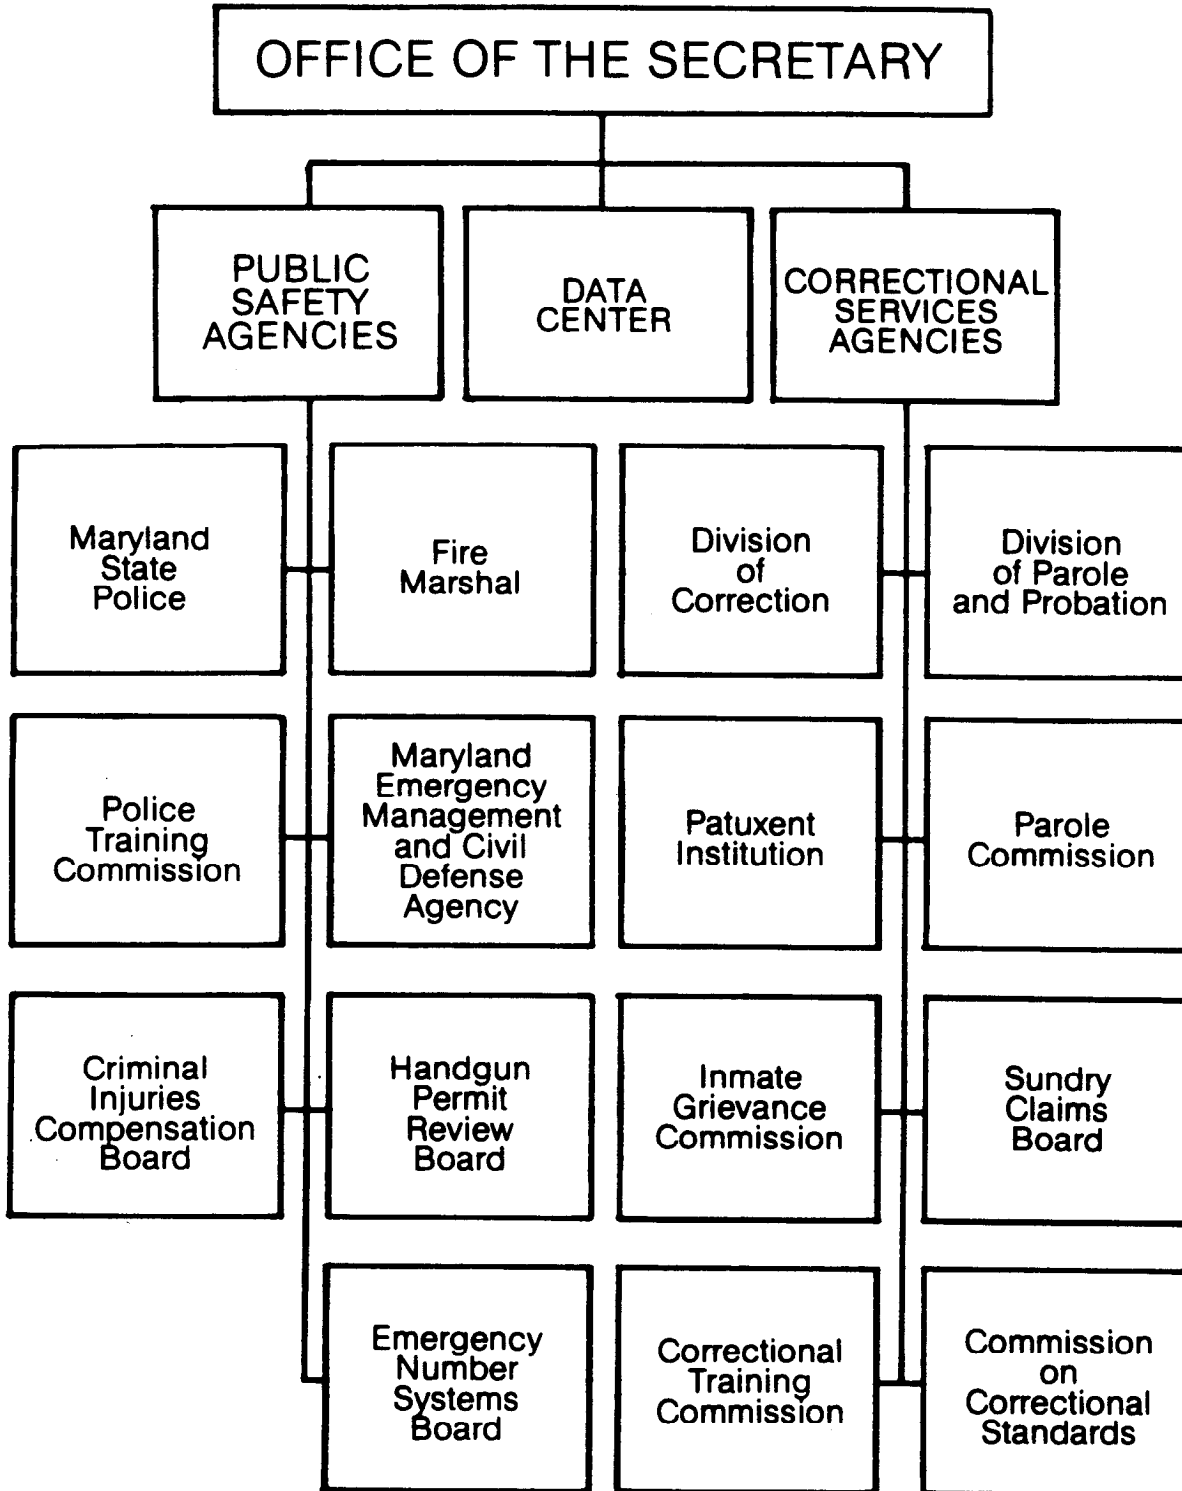 OFFICE OF THE SECRETARY
PUBLIC
SAFETY
AGENCIES
DATA
CENTER
CORRECTIONAL
SERVICES
AGENCIES
Maryland
State
Police
Fire
Marshal
Division
of
Correction
Division
of Parole
and Probation
Police
Training
Commission
Maryland
Emergency
Management
and Civil
Defense
Agency
Patuxent
Institution
Parole
Commission
Criminal
Injuries
Compensation
Board
Handgun
Permit
Review
Board
Inmate
Grievance
Commission
Sundry
Claims
Board
Emergency
Number
Systems
Board
Correctional
Training
Commission
Commission
on
Correctional
Standards